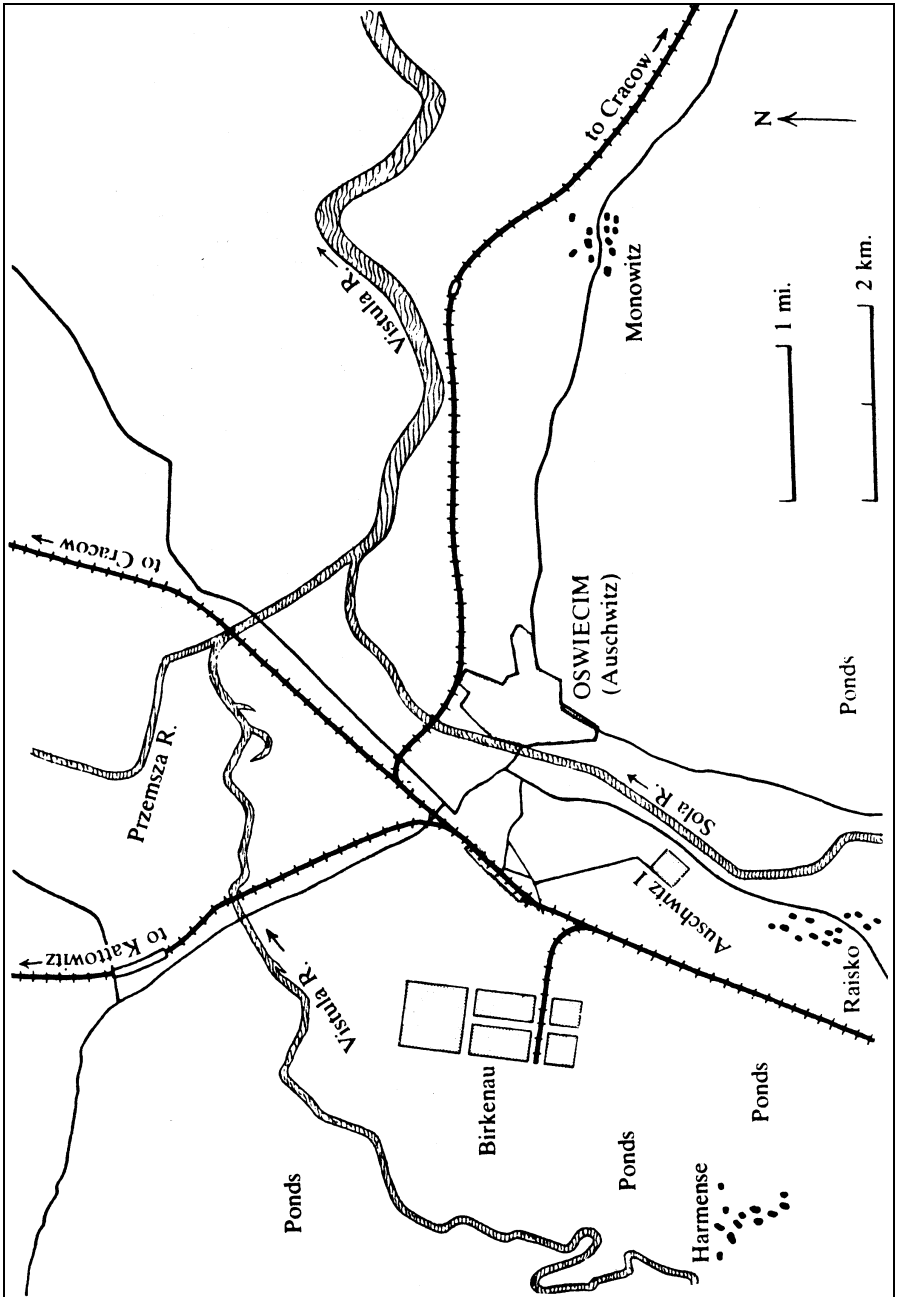 to Kattowitz
to Cracow
Przemsza R.
Ponds
Vistula R.
Vistula R.
Birkenau
OSWIECIM
(Auschwitz)
Monowitz
to Cracow
N
Ponds
Harmense
Auschwitz I
Sola R.
Ponds
Raisko
Ponds
1 mi.
2 km.